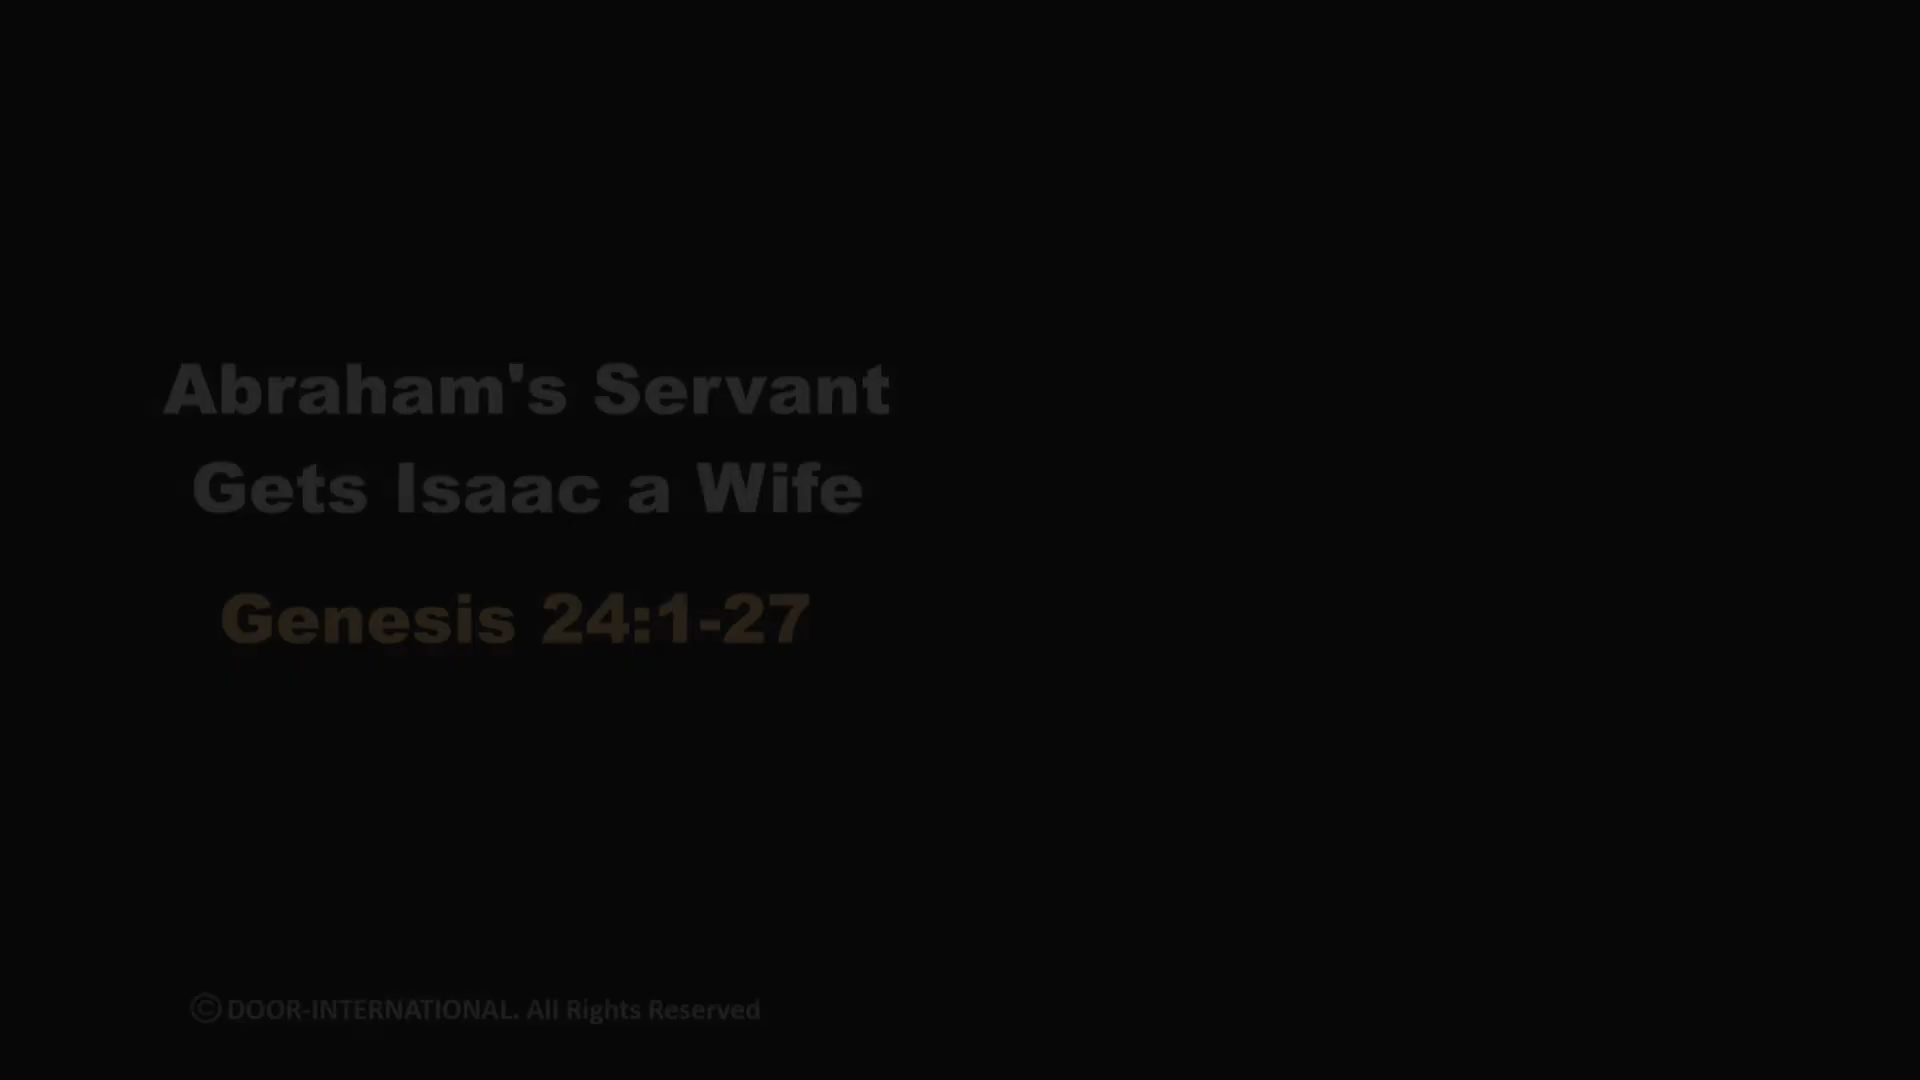 Abraham's Servant
Gets Isaac a Wife
Genesis 24:1-27
© DOOR-INTERNATIONAL. All Rights Reserved